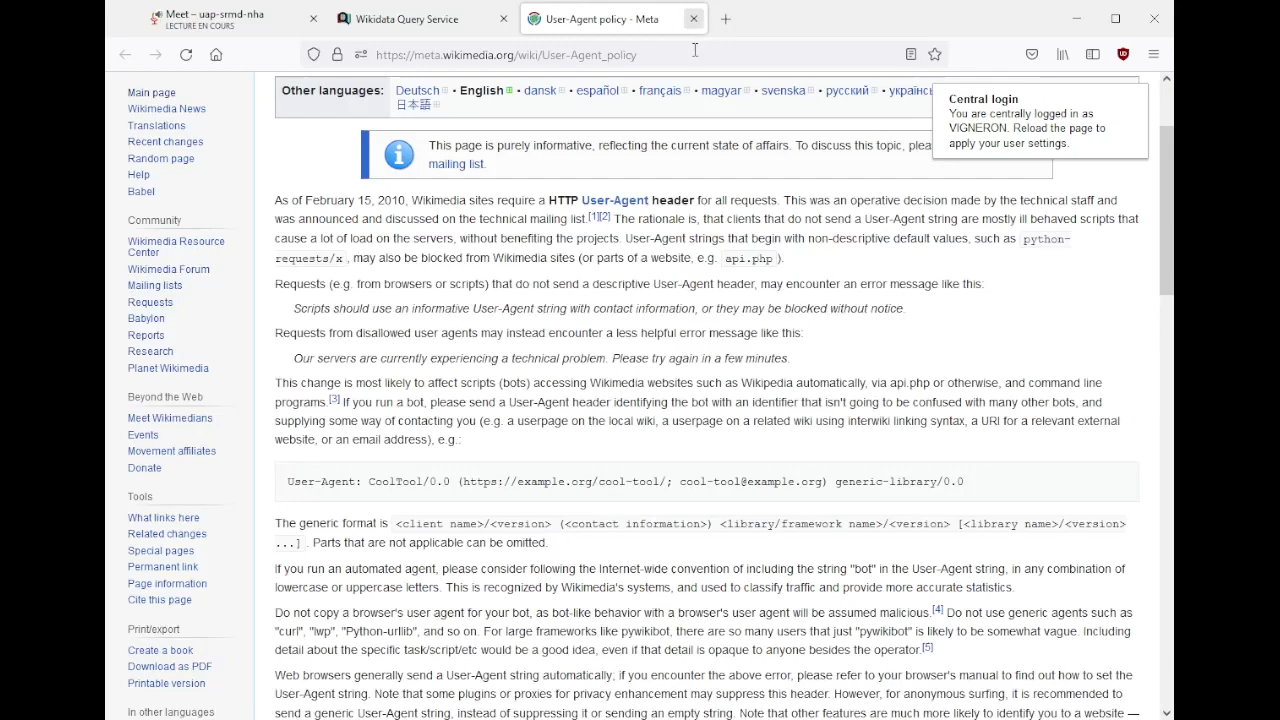 Meet – uap-srmd-nha
LECTURE EN COURS
Wikidata Query Service
User-Agent policy - Meta
https://meta.wikimedia.org/wiki/User-Agent_policy
Main page
Wikimedia News
Translations
Recent changes
Random page
Help
Babel
Community
Wikimedia Resource
Center
Wikimedia Forum
Mailing lists
Requests
Babylon
Reports
Research
Planet Wikimedia
Beyond the Web
Meet Wikimedians
Events
Movement affiliates
Donate
Tools
What links here
Related changes
Special pages
Permanent link
Page information
Cite this page
Print/export
Create a book
Download as PDF
Printable version
In other languages
Other languages: Deutsch • English • dansk • español • français • magyar • svenska • русский • українсь
日本語
Central login
You are centrally logged in as
VIGNERON. Reload the page to
apply your user settings.
This page is purely informative, reflecting the current state of affairs. To discuss this topic, plea
mailing list.
As of February 15, 2010, Wikimedia sites require a HTTP User-Agent header for all requests. This was an operative decision made by the technical staff and
was announced and discussed on the technical mailing list.[1][2] The rationale is, that clients that do not send a User-Agent string are mostly ill behaved scripts that
cause a lot of load on the servers, without benefiting the projects. User-Agent strings that begin with non-descriptive default values, such as python-
requests/x , may also be blocked from Wikimedia sites (or parts of a website, e.g. api.php ).
Requests (e.g. from browsers or scripts) that do not send a descriptive User-Agent header, may encounter an error message like this:
Scripts should use an informative User-Agent string with contact information, or they may be blocked without notice.
Requests from disallowed user agents may instead encounter a less helpful error message like this:
Our servers are currently experiencing a technical problem. Please try again in a few minutes.
This change is most likely to affect scripts (bots) accessing Wikimedia websites such as Wikipedia automatically, via api.php or otherwise, and command line
programs.[3] If you run a bot, please send a User-Agent header identifying the bot with an identifier that isn't going to be confused with many other bots, and
supplying some way of contacting you (e.g. a userpage on the local wiki, a userpage on a related wiki using interwiki linking syntax, a URI for a relevant external
website, or an email address), e.g.:
User-Agent: CoolTool/0.0 (https://example.org/cool-tool/; cool-tool@example.org) generic-library/0.0
The generic format is <client name>/<version> (<contact information>) <library/framework name>/<version> [<library name>/<version>
...] . Parts that are not applicable can be omitted.
If you run an automated agent, please consider following the Internet-wide convention of including the string "bot" in the User-Agent string, in any combination of
lowercase or uppercase letters. This is recognized by Wikimedia's systems, and used to classify traffic and provide more accurate statistics.
Do not copy a browser's user agent for your bot, as bot-like behavior with a browser's user agent will be assumed malicious.[4] Do not use generic agents such as
"curl", "lwp", "Python-urllib", and so on. For large frameworks like pywikibot, there are so many users that just "pywikibot" is likely to be somewhat vague. Including
detail about the specific task/script/etc would be a good idea, even if that detail is opaque to anyone besides the operator.[5]
Web browsers generally send a User-Agent string automatically; if you encounter the above error, please refer to your browser's manual to find out how to set the
User-Agent string. Note that some plugins or proxies for privacy enhancement may suppress this header. However, for anonymous surfing, it is recommended to
send a generic User-Agent string, instead of suppressing it or sending an empty string. Note that other features are much more likely to identify you to a website —